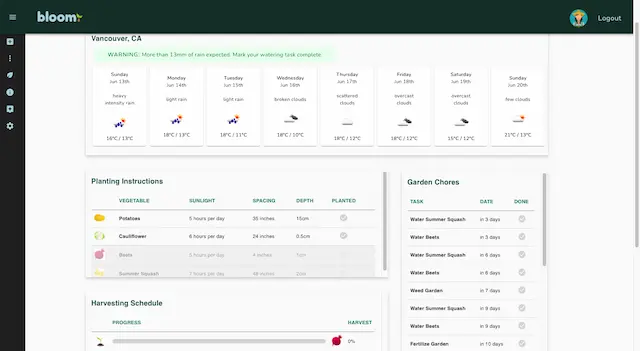 bloom
Logout
Vancouver, CA
WARNING: More than 13mm of rain expected. Mark your watering task complete.
Sunday Monday Tuesday Wednesday Thursday Friday Saturday Sunday
Jun 13th Jun 14th Jun 15th Jun 16th Jun 17th Jun 18th Jun 19th Jun 20th
heavy intensity rain
light rain
light rain
broken clouds
scattered clouds
overcast clouds
overcast clouds
few clouds
16°C / 13°C 18°C / 13°C 18°C / 11°C 18°C / 10°C 18°C / 12°C 18°C / 12°C 15°C / 12°C 21°C / 13°C
Planting Instructions
VEGETABLE SUNLIGHT SPACING DEPTH PLANTED
Potatoes 5 hours per day 35 inches 15cm
Cauliflower 6 hours per day 24 inches 0.5cm
Beets 5 hours per day 4 inches 1cm
Summer Squash 7 hours per day 48 inches 2cm
Harvesting Schedule
PROGRESS HARVEST
0%
Garden Chores
TASK DATE DONE
Water Summer Squash in 3 days
Water Beets in 3 days
Water Summer Squash in 6 days
Water Beets in 6 days
Weed Garden in 7 days
Water Summer Squash in 8 days
Water Beets in 9 days
Fertilize Garden in 10 days